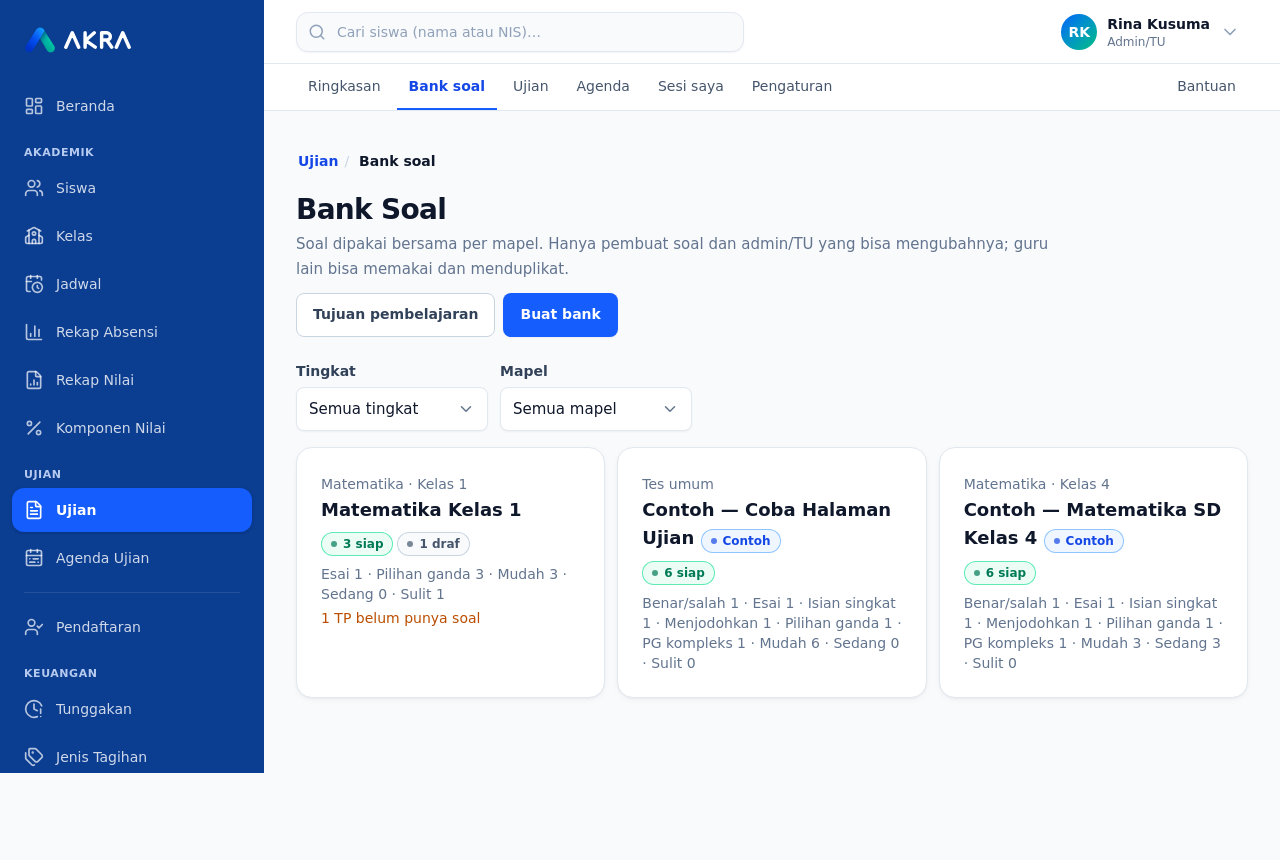 AKRA
Cari siswa (nama atau NIS)...
RK
Rina Kusuma
Admin/TU
Beranda
AKADEMIK
Siswa
Kelas
Jadwal
Rekap Absensi
Rekap Nilai
Komponen Nilai
UJIAN
Ujian
Agenda Ujian
Pendaftaran
KEUANGAN
Tunggakan
Jenis Tagihan
Ringkasan
Bank soal
Ujian
Agenda
Sesi saya
Pengaturan
Bantuan
Ujian / Bank soal
Bank Soal
Soal dipakai bersama per mapel. Hanya pembuat soal dan admin/TU yang bisa mengubahnya; guru
lain bisa memakai dan menduplikat.
Tujuan pembelajaran
Buat bank
Tingkat
Semua tingkat
Mapel
Semua mapel
Matematika · Kelas 1
Matematika Kelas 1
3 siap
1 draf
Esai 1 · Pilihan ganda 3 · Mudah 3 ·
Sedang 0 · Sulit 1
1 TP belum punya soal
Tes umum
Contoh — Coba Halaman
Ujian Contoh
6 siap
Benar/salah 1 · Esai 1 · Isian singkat
1 · Menjodohkan 1 · Pilihan ganda 1 ·
PG kompleks 1 · Mudah 6 · Sedang 0
· Sulit 0
Matematika · Kelas 4
Contoh — Matematika SD
Kelas 4 Contoh
6 siap
Benar/salah 1 · Esai 1 · Isian singkat
1 · Menjodohkan 1 · Pilihan ganda 1 ·
PG kompleks 1 · Mudah 3 · Sedang 3
· Sulit 0